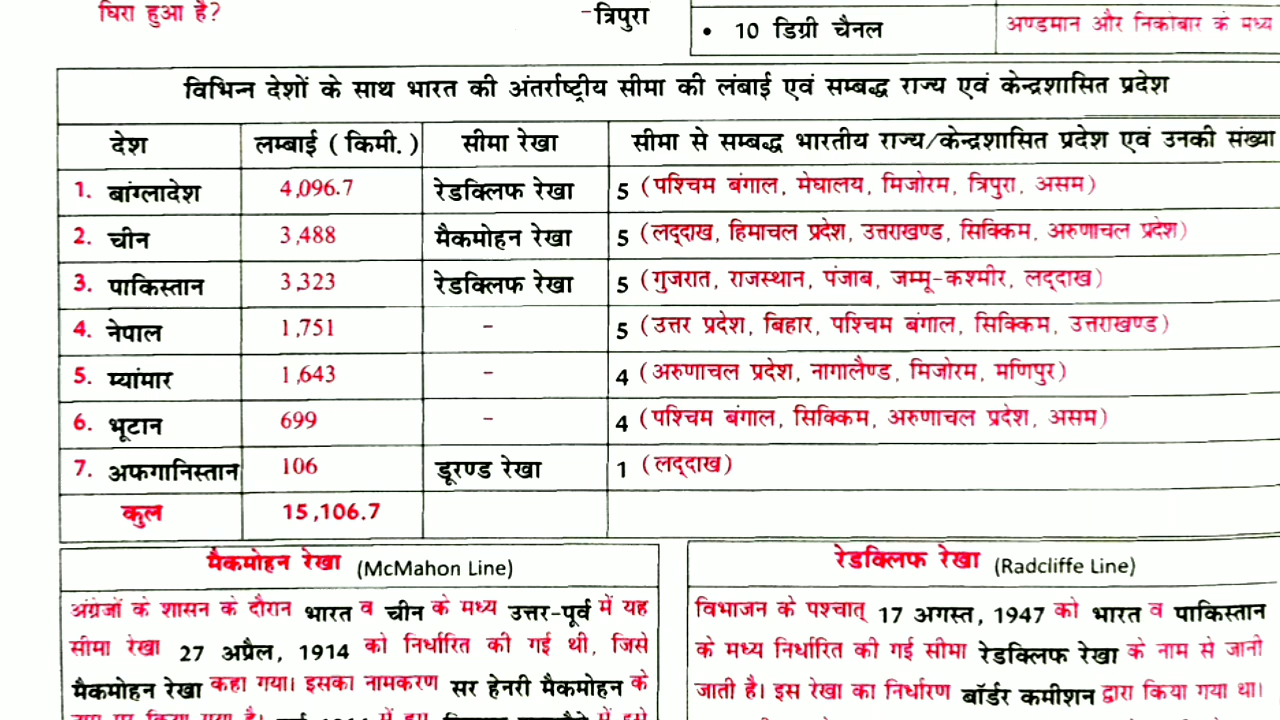 घिरा हुआ है?
-त्रिपुरा
• 10 डिग्री चैनल
अण्डमान और निकोबार के मध्य
विभिन्न देशों के साथ भारत की अंतर्राष्ट्रीय सीमा की लंबाई एवं सम्बद्ध राज्य एवं केन्द्रशासित प्रदेश
देश लम्बाई (किमी.) सीमा रेखा सीमा से सम्बद्ध भारतीय राज्य/केन्द्रशासित प्रदेश एवं उनकी संख्या
1. बांग्लादेश 4,096.7 रेडक्लिफ रेखा 5 (पश्चिम बंगाल, मेघालय, मिजोरम, त्रिपुरा, असम)
2. चीन 3,488 मैकमोहन रेखा 5 (लद्दाख, हिमाचल प्रदेश, उत्तराखण्ड, सिक्किम, अरुणाचल प्रदेश)
3. पाकिस्तान 3,323 रेडक्लिफ रेखा 5 (गुजरात, राजस्थान, पंजाब, जम्मू-कश्मीर, लद्दाख)
4. नेपाल 1,751 - 5 (उत्तर प्रदेश, बिहार, पश्चिम बंगाल, सिक्किम, उत्तराखण्ड)
5. म्यांमार 1,643 - 4 (अरुणाचल प्रदेश, नागालैण्ड, मिजोरम, मणिपुर)
6. भूटान 699 - 4 (पश्चिम बंगाल, सिक्किम, अरुणाचल प्रदेश, असम)
7. अफगानिस्तान 106 डूरण्ड रेखा 1 (लद्दाख)
कुल 15,106.7
मैकमोहन रेखा (McMahon Line)
अंग्रेजों के शासन के दौरान भारत व चीन के मध्य उत्तर-पूर्व में यह
सीमा रेखा 27 अप्रैल, 1914 को निर्धारित की गई थी, जिसे
मैकमोहन रेखा कहा गया। इसका नामकरण सर हेनरी मैकमोहन के
रेडक्लिफ रेखा (Radcliffe Line)
विभाजन के पश्चात् 17 अगस्त, 1947 को भारत व पाकिस्तान
के मध्य निर्धारित की गई सीमा रेडक्लिफ रेखा के नाम से जानी
जाती है। इस रेखा का निर्धारण बॉर्डर कमीशन द्वारा किया गया था।